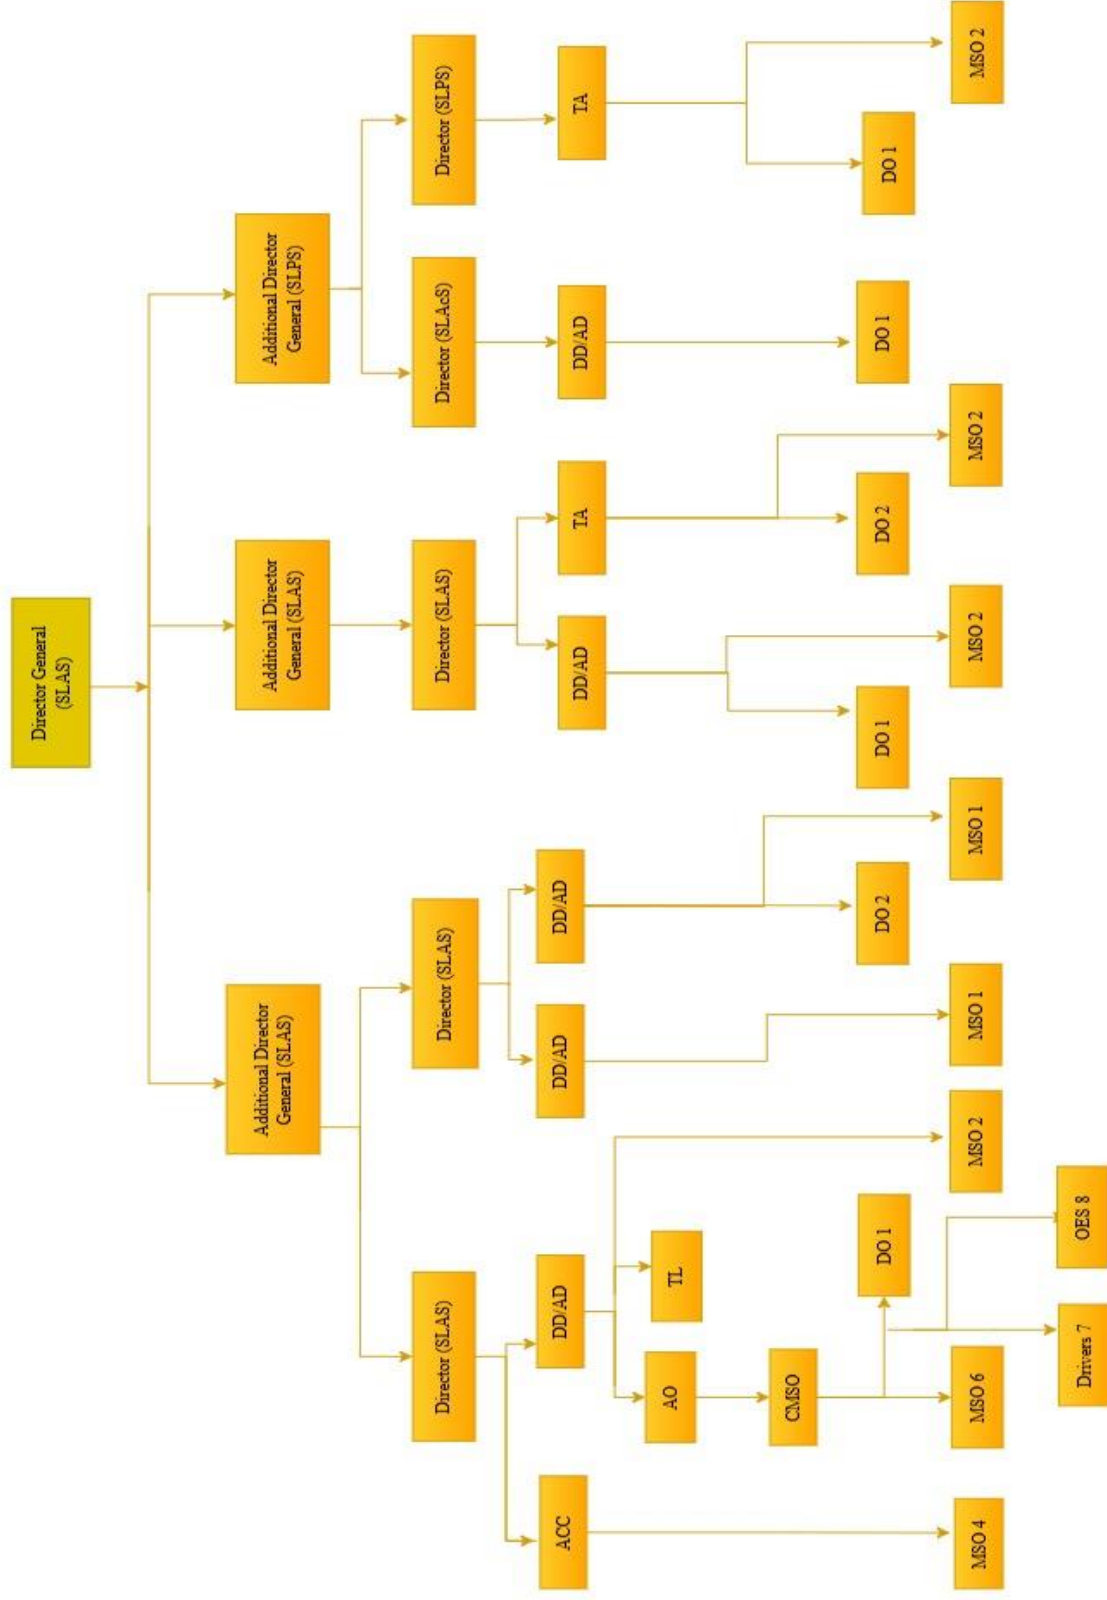 Director General
(SLAS)
Additional Director
General (SLAS)
Additional Director
General (SLAS)
Additional Director
General (SLPS)
Director (SLAS)
Director (SLAS)
Director (SLAS)
Director (SLAcS)
Director (SLPS)
ACC
DD/AD
DD/AD
DD/AD
DD/AD
TA
DD/AD
TA
AO
TL
CMSO
DO 1
DO 2
DO 1
DO 2
DO 1
DO 1
MSO 4
MSO 6
MSO 2
MSO 1
MSO 1
MSO 2
MSO 2
MSO 2
Drivers 7
OES 8